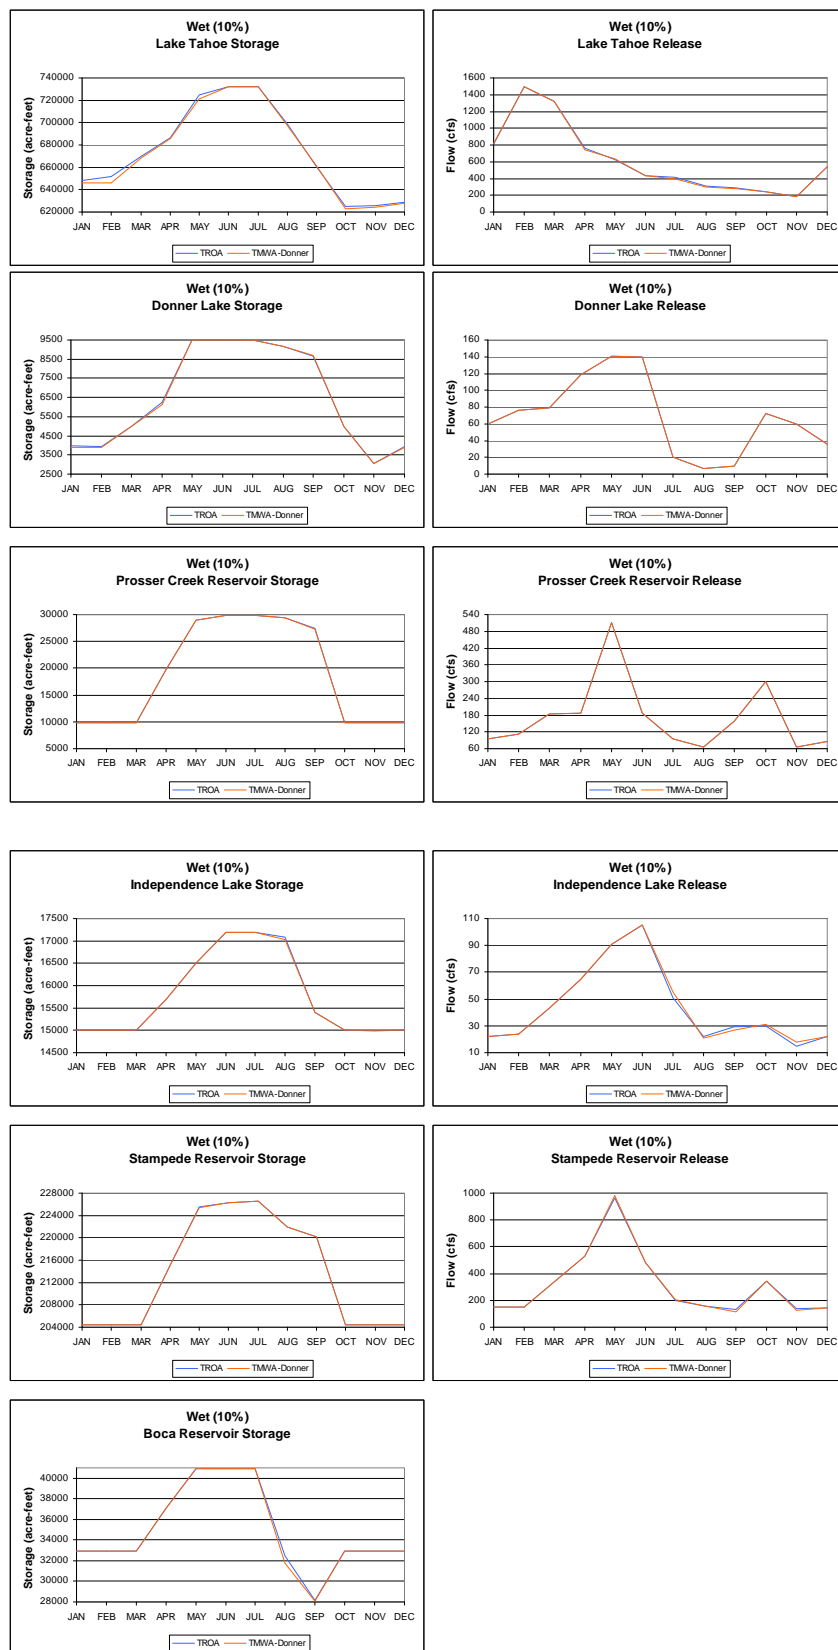 Wet (10%)
Lake Tahoe Storage
Storage (acre-feet)
740000
720000
700000
680000
660000
640000
620000
JAN FEB MAR APR MAY JUN JUL AUG SEP OCT NOV DEC
TROA TMWA-Donner
Wet (10%)
Lake Tahoe Release
Flow (cfs)
1600
1400
1200
1000
800
600
400
200
0
JAN FEB MAR APR MAY JUN JUL AUG SEP OCT NOV DEC
TROA TMWA-Donner
Wet (10%)
Donner Lake Storage
Storage (acre-feet)
9500
8500
7500
6500
5500
4500
3500
2500
JAN FEB MAR APR MAY JUN JUL AUG SEP OCT NOV DEC
TROA TMWA-Donner
Wet (10%)
Donner Lake Release
Flow (cfs)
160
140
120
100
80
60
40
20
0
JAN FEB MAR APR MAY JUN JUL AUG SEP OCT NOV DEC
TROA TMWA-Donner
Wet (10%)
Prosser Creek Reservoir Storage
Storage (acre-feet)
30000
25000
20000
15000
10000
5000
JAN FEB MAR APR MAY JUN JUL AUG SEP OCT NOV DEC
TROA TMWA-Donner
Wet (10%)
Prosser Creek Reservoir Release
Flow (cfs)
540
480
420
360
300
240
180
120
60
JAN FEB MAR APR MAY JUN JUL AUG SEP OCT NOV DEC
TROA TMWA-Donner
Wet (10%)
Independence Lake Storage
Storage (acre-feet)
17500
17000
16500
16000
15500
15000
14500
JAN FEB MAR APR MAY JUN JUL AUG SEP OCT NOV DEC
TROA TMWA-Donner
Wet (10%)
Independence Lake Release
Flow (cfs)
110
90
70
50
30
10
JAN FEB MAR APR MAY JUN JUL AUG SEP OCT NOV DEC
TROA TMWA-Donner
Wet (10%)
Stampede Reservoir Storage
Storage (acre-feet)
228000
224000
220000
216000
212000
208000
204000
JAN FEB MAR APR MAY JUN JUL AUG SEP OCT NOV DEC
TROA TMWA-Donner
Wet (10%)
Stampede Reservoir Release
Flow (cfs)
1000
800
600
400
200
0
JAN FEB MAR APR MAY JUN JUL AUG SEP OCT NOV DEC
TROA TMWA-Donner
Wet (10%)
Boca Reservoir Storage
Storage (acre-feet)
40000
38000
36000
34000
32000
30000
28000
JAN FEB MAR APR MAY JUN JUL AUG SEP OCT NOV DEC
TROA TMWA-Donner